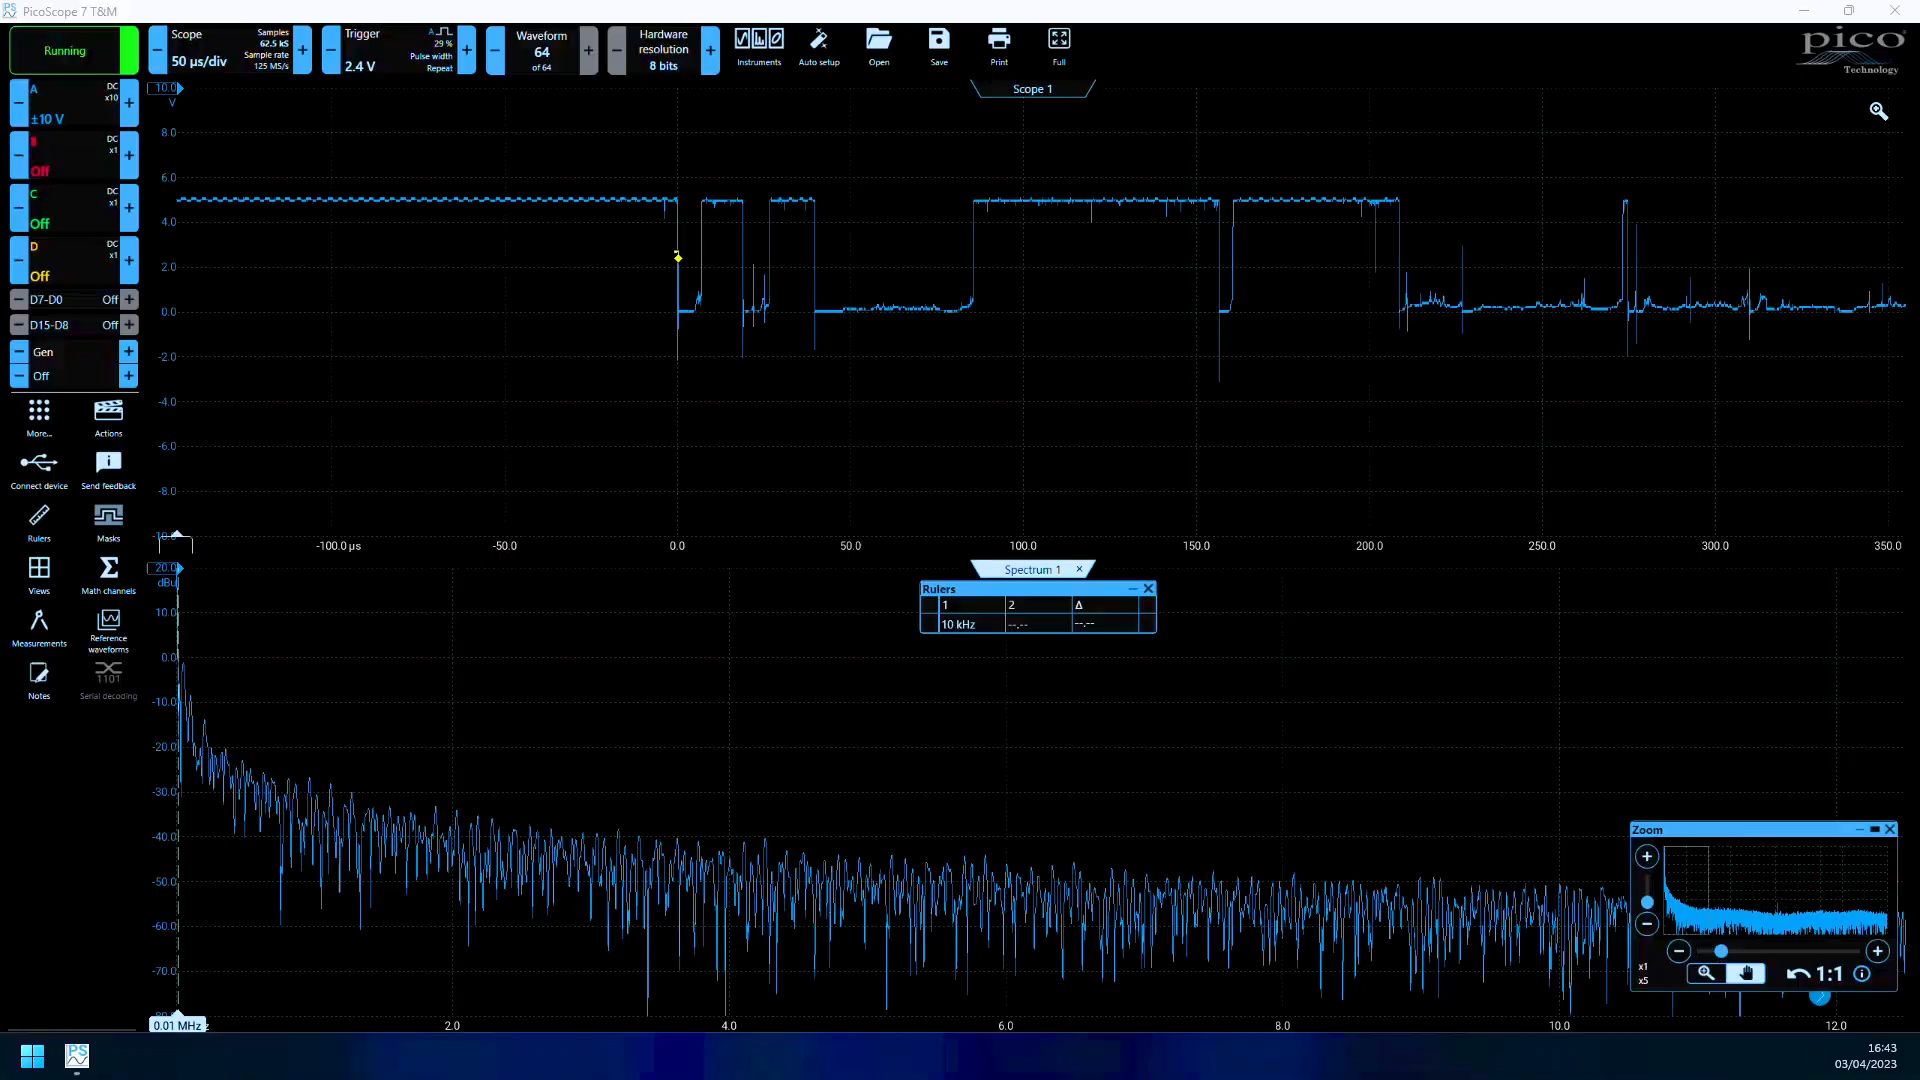 PicoScope 7 T&M
Running
Scope
50 µs/div
Samples
62.5 kS
Sample rate
125 MS/s
Trigger
2.4 V
A
29 %
Pulse width
Repeat
Waveform
64
of 64
Hardware
resolution
8 bits
Instruments
Auto setup
Open
Save
Print
Full
pico
Technology
A
DC
x10
±10 V
B
DC
x1
Off
C
DC
x1
Off
D
DC
x1
Off
D7-D0 Off
D15-D8 Off
Gen
Off
More...
Actions
Connect device
Send feedback
Rulers
Masks
Views
Math channels
Measurements
Reference
waveforms
Notes
Serial decoding
Scope 1
10.0
V
8.0
6.0
4.0
2.0
0.0
-2.0
-4.0
-6.0
-8.0
-10.0
-100.0 µs -50.0 0.0 50.0 100.0 150.0 200.0 250.0 300.0 350.0
Spectrum 1 ×
20.0
dBu
10.0
0.0
-10.0
-20.0
-30.0
-40.0
-50.0
-60.0
-70.0
Rulers
1 2 Δ
10 kHz --.-- --.--
Zoom
x1
x5
1:1
0.01 MHz 2.0 4.0 6.0 8.0 10.0 12.0
PS
16:43
03/04/2023